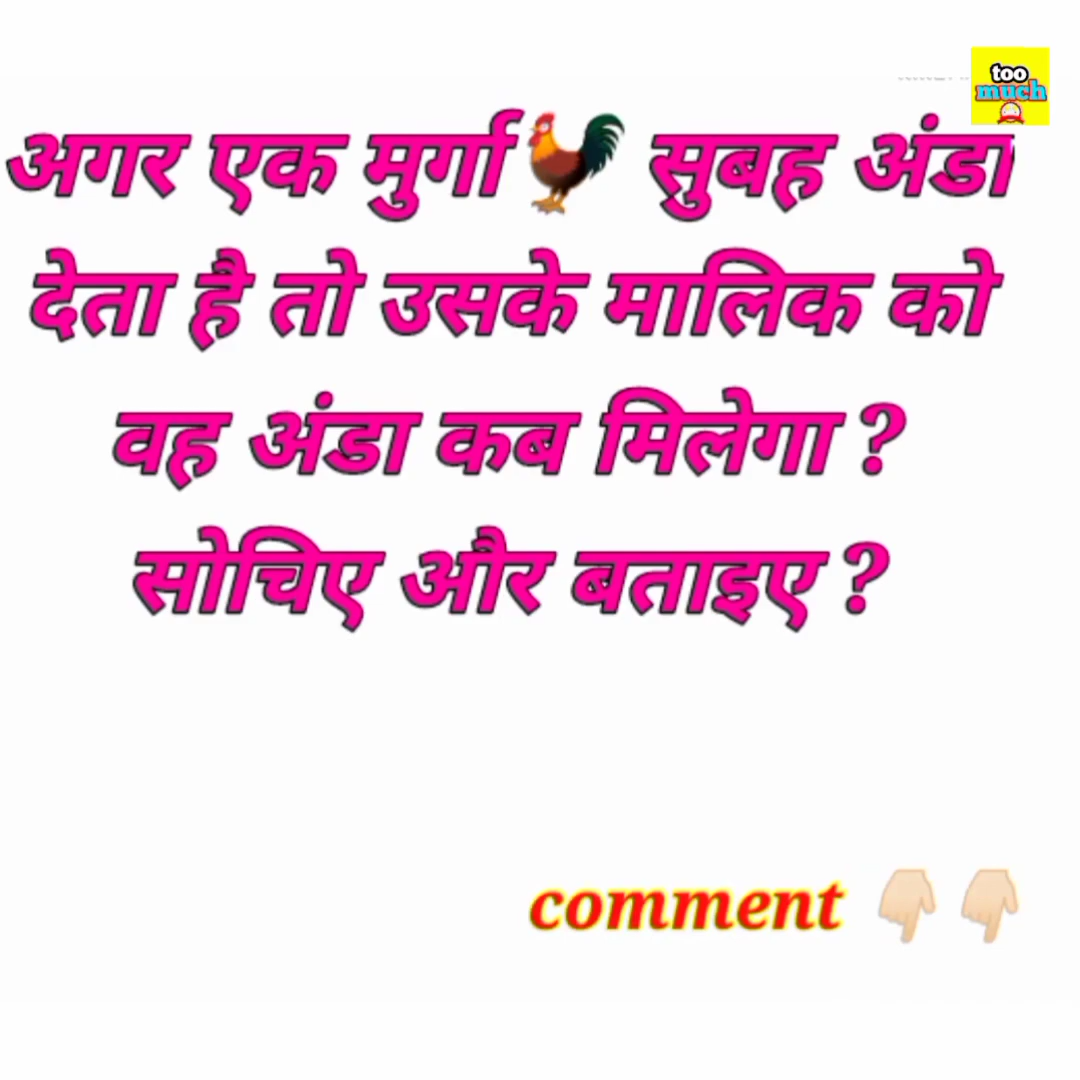 too
much
अगर एक मुर्गा🐓 सुबह अंडा
देता है तो उसके मालिक को
वह अंडा कब मिलेगा ?
सोचिए और बताइए ?
comment 👇🏻👇🏻